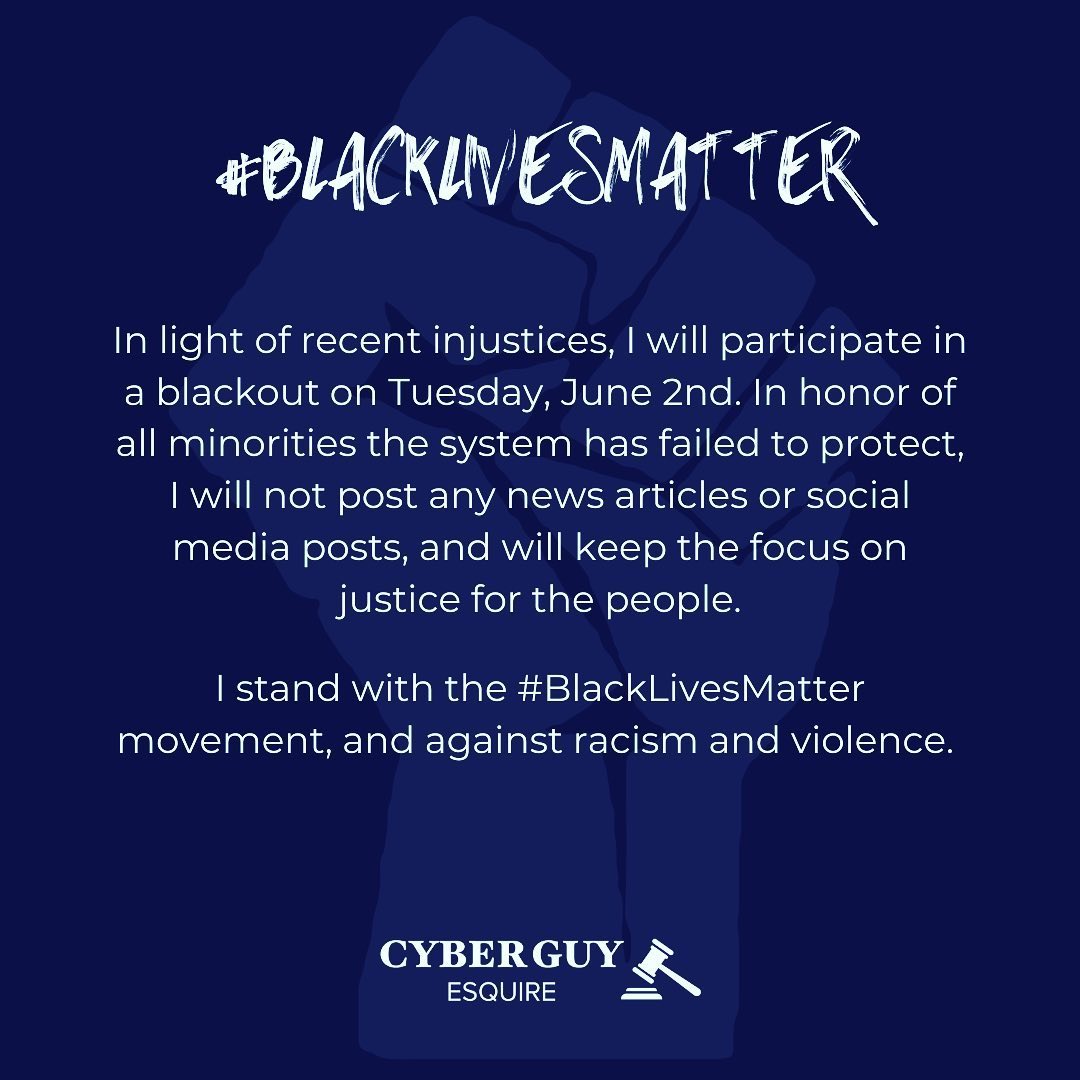 #BLACKLIVESMATTER
In light of recent injustices, I will participate in
a blackout on Tuesday, June 2nd. In honor of
all minorities the system has failed to protect,
I will not post any news articles or social
media posts, and will keep the focus on
justice for the people.
I stand with the #BlackLivesMatter
movement, and against racism and violence.
CYBER GUY
ESQUIRE